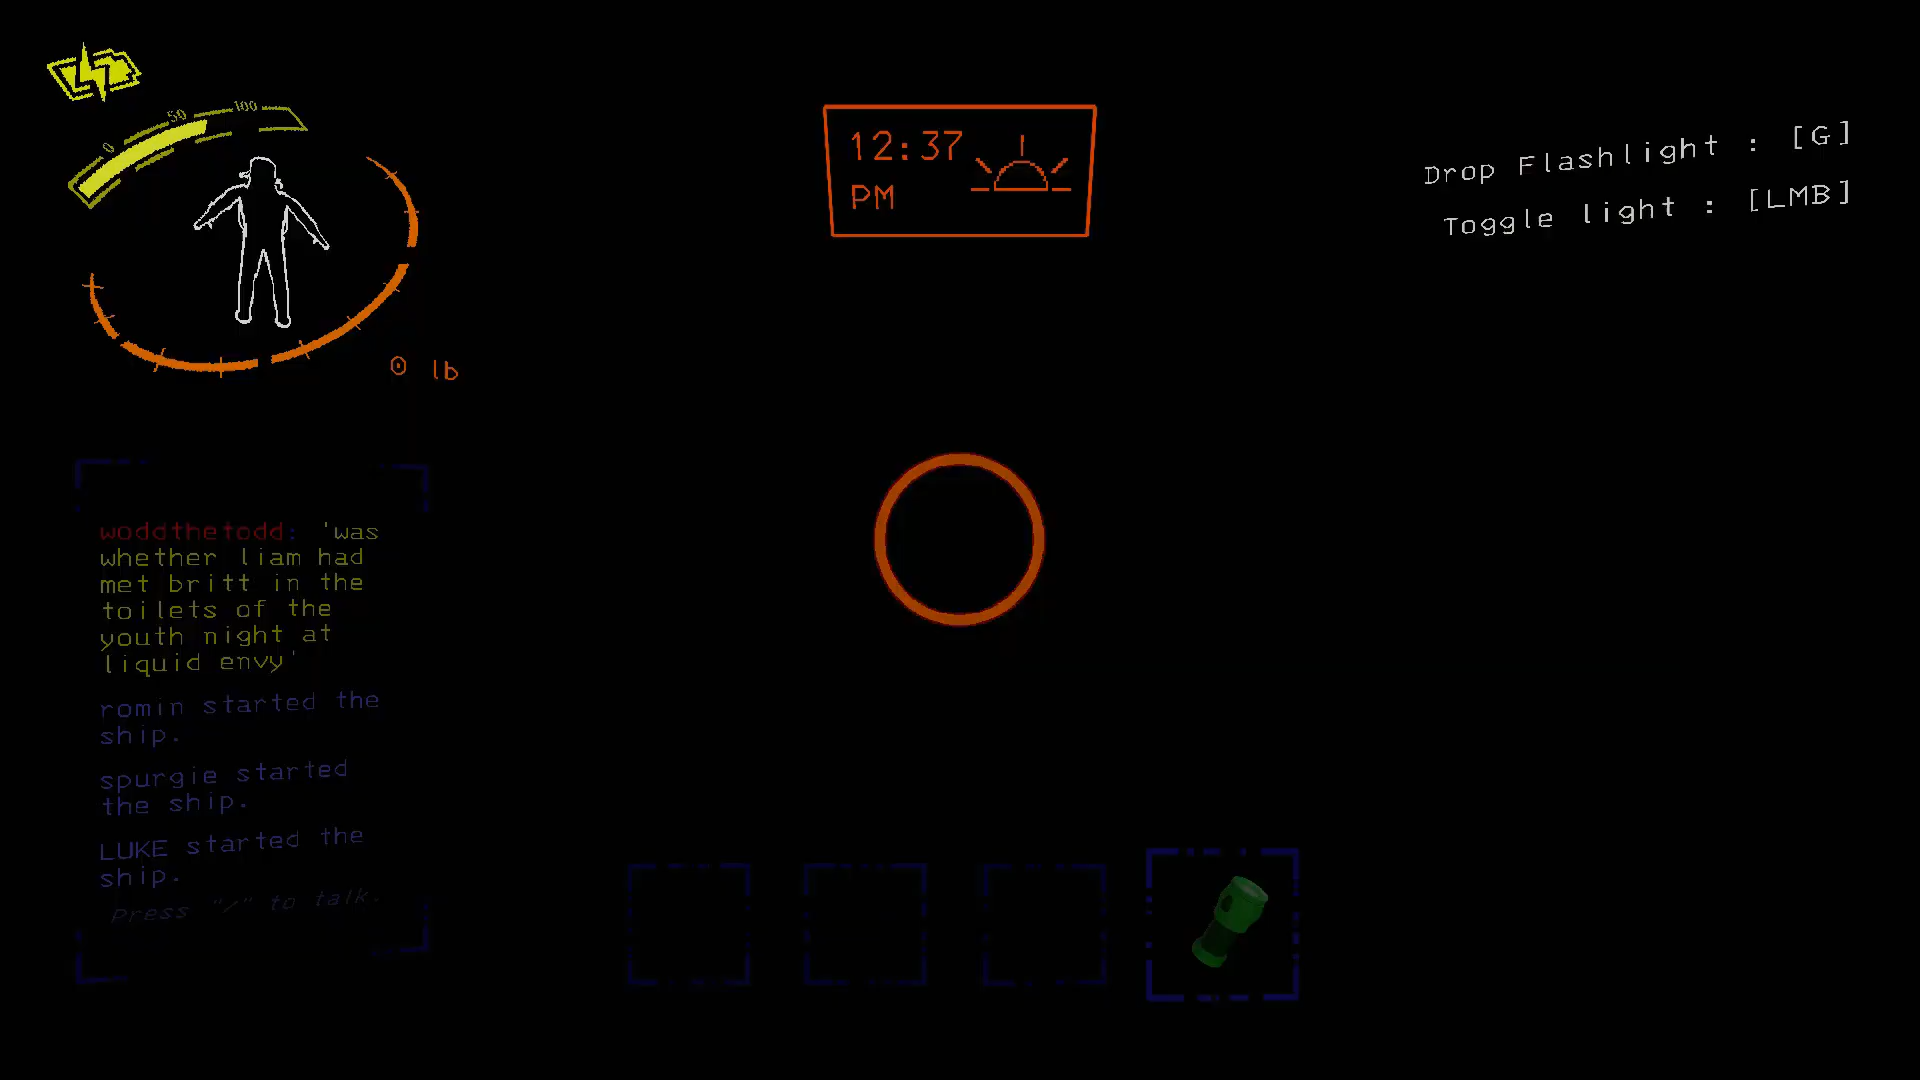 0 50 100
12:37
PM
Drop Flashlight : [G]
Toggle light : [LMB]
0 lb
woddthetodd: 'was
whether liam had
met britt in the
toilets of the
youth night at
liquid envy'
romin started the
ship.
spurgie started
the ship.
LUKE started the
ship.
Press "/" to talk.